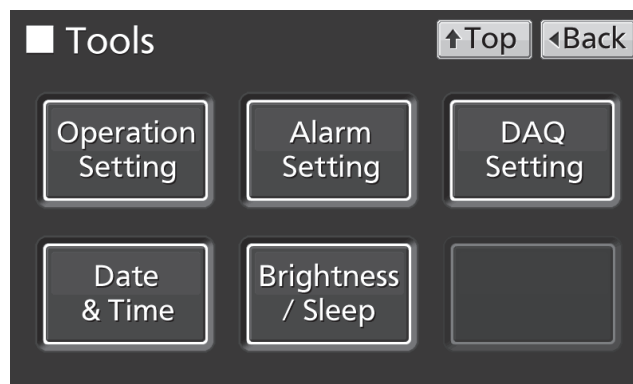 Tools
↑Top
◂Back
Operation
Setting
Alarm
Setting
DAQ
Setting
Date
& Time
Brightness
/ Sleep